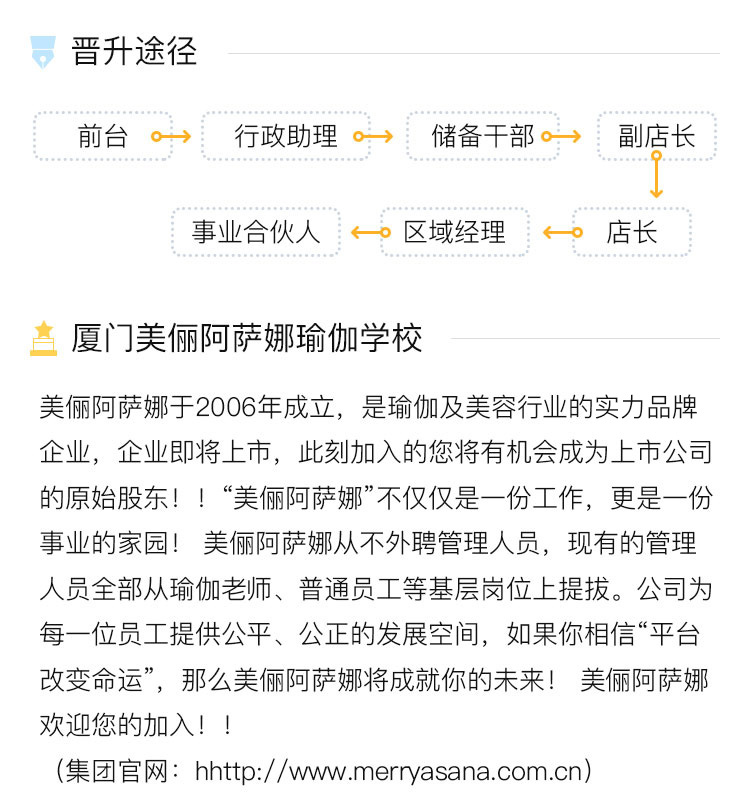 晋升途径
前台 行政助理 储备干部 副店长
事业合伙人 区域经理 店长
厦门美俪阿萨娜瑜伽学校
美俪阿萨娜于2006年成立，是瑜伽及美容行业的实力品牌
企业，企业即将上市，此刻加入的您将有机会成为上市公司
的原始股东！！“美俪阿萨娜”不仅仅是一份工作，更是一份
事业的家园！ 美俪阿萨娜从不外聘管理人员，现有的管理
人员全部从瑜伽老师、普通员工等基层岗位上提拔。公司为
每一位员工提供公平、公正的发展空间，如果你相信“平台
改变命运”，那么美俪阿萨娜将成就你的未来！ 美俪阿萨娜
欢迎您的加入！！
（集团官网：hhttp://www.merryasana.com.cn）